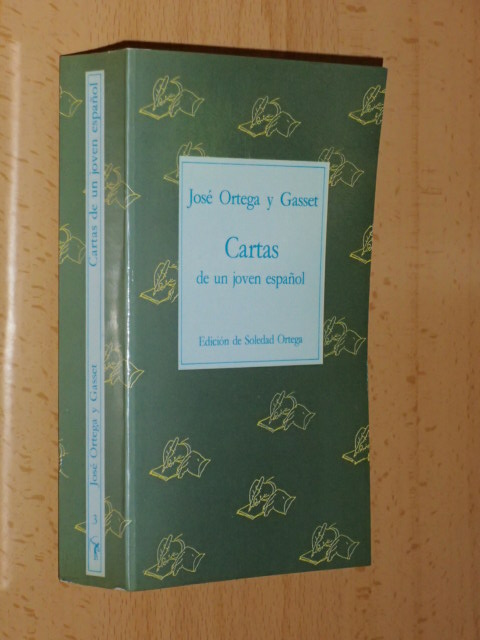 José Ortega y Gasset
Cartas
de un joven español
Edición de Soledad Ortega
Cartas de un joven español
José Ortega y Gasset
3